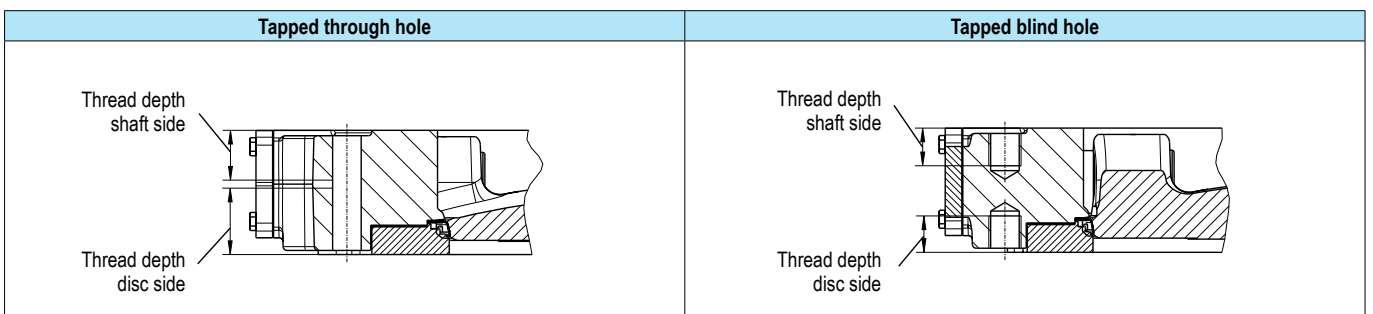 Tapped through hole
Tapped blind hole
Thread depth
shaft side
Thread depth
disc side
Thread depth
shaft side
Thread depth
disc side